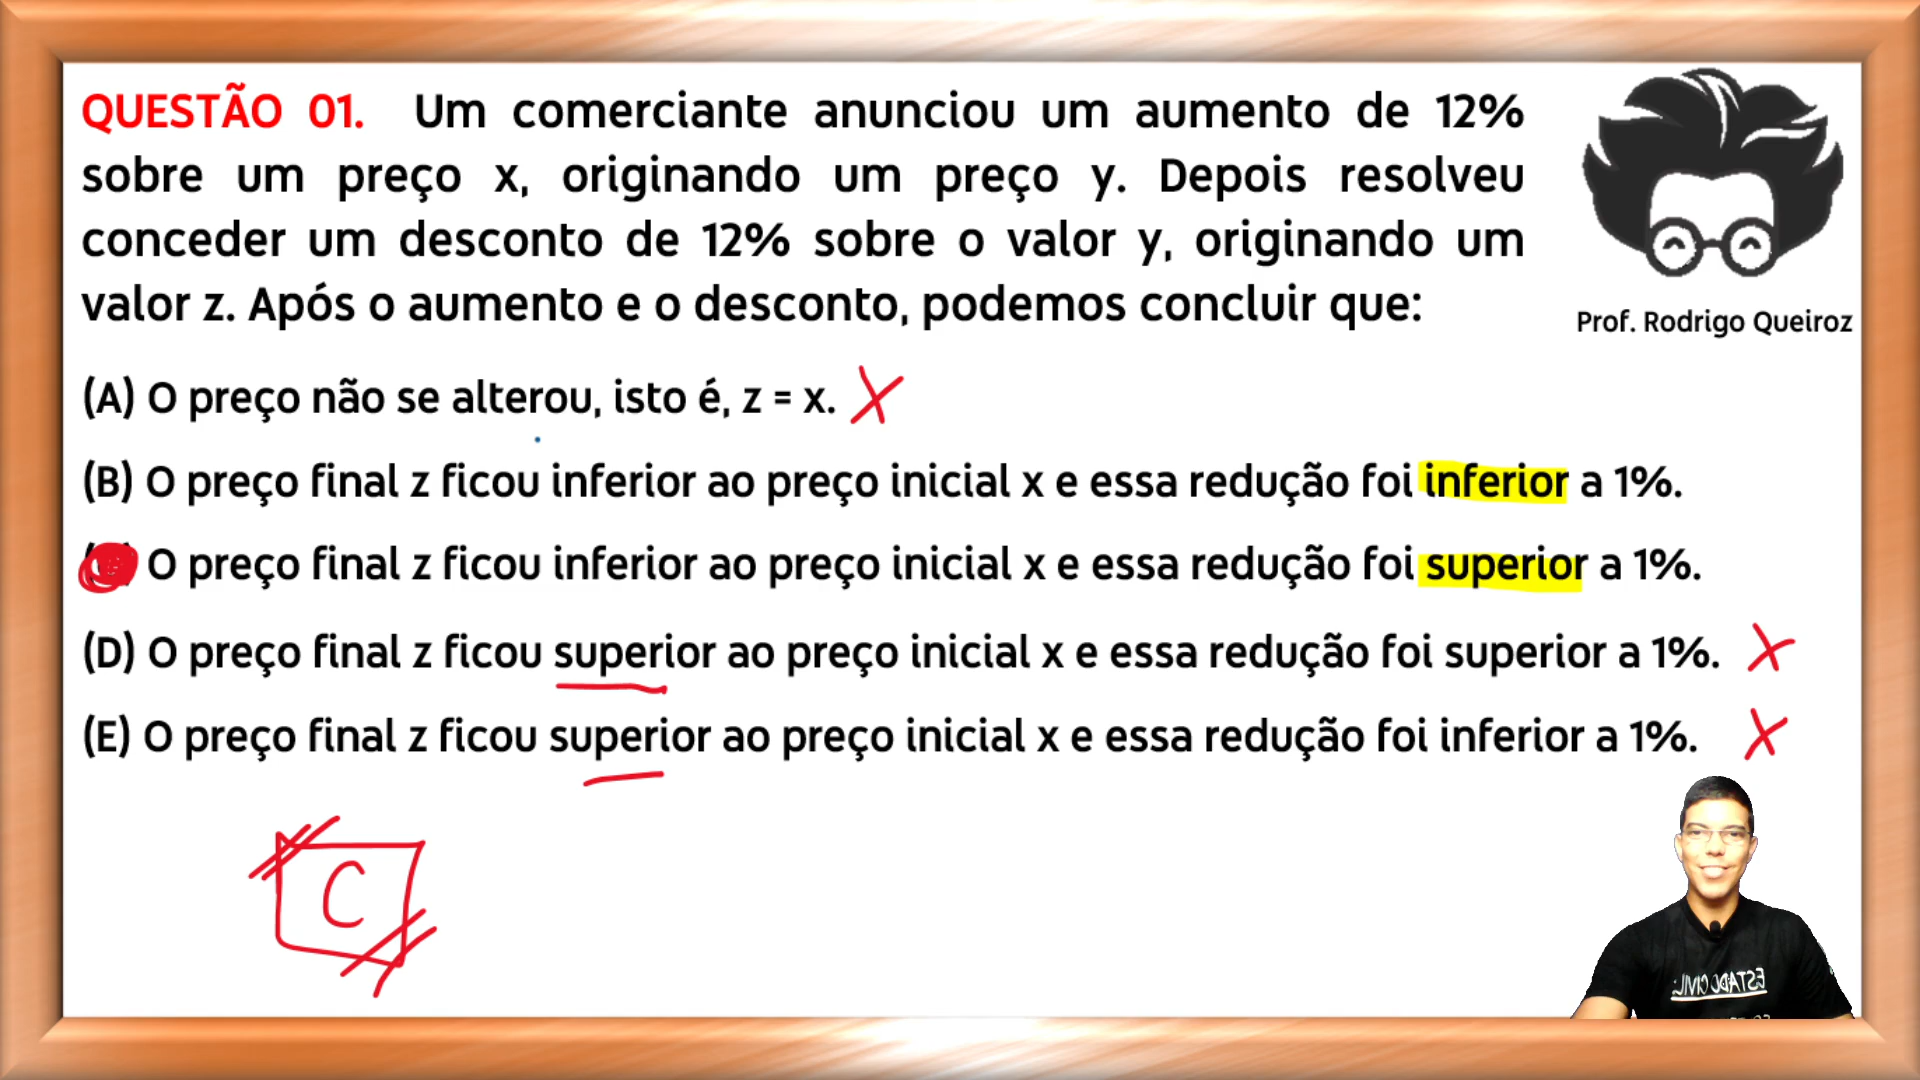 QUESTÃO 01. Um comerciante anunciou um aumento de 12%
sobre um preço x, originando um preço y. Depois resolveu
conceder um desconto de 12% sobre o valor y, originando um
valor z. Após o aumento e o desconto, podemos concluir que:
Prof. Rodrigo Queiroz
(A) O preço não se alterou, isto é, z = x.
(B) O preço final z ficou inferior ao preço inicial x e essa redução foi inferior a 1%.
O preço final z ficou inferior ao preço inicial x e essa redução foi superior a 1%.
(D) O preço final z ficou superior ao preço inicial x e essa redução foi superior a 1%.
(E) O preço final z ficou superior ao preço inicial x e essa redução foi inferior a 1%.
C
ESTADO CIVIL: